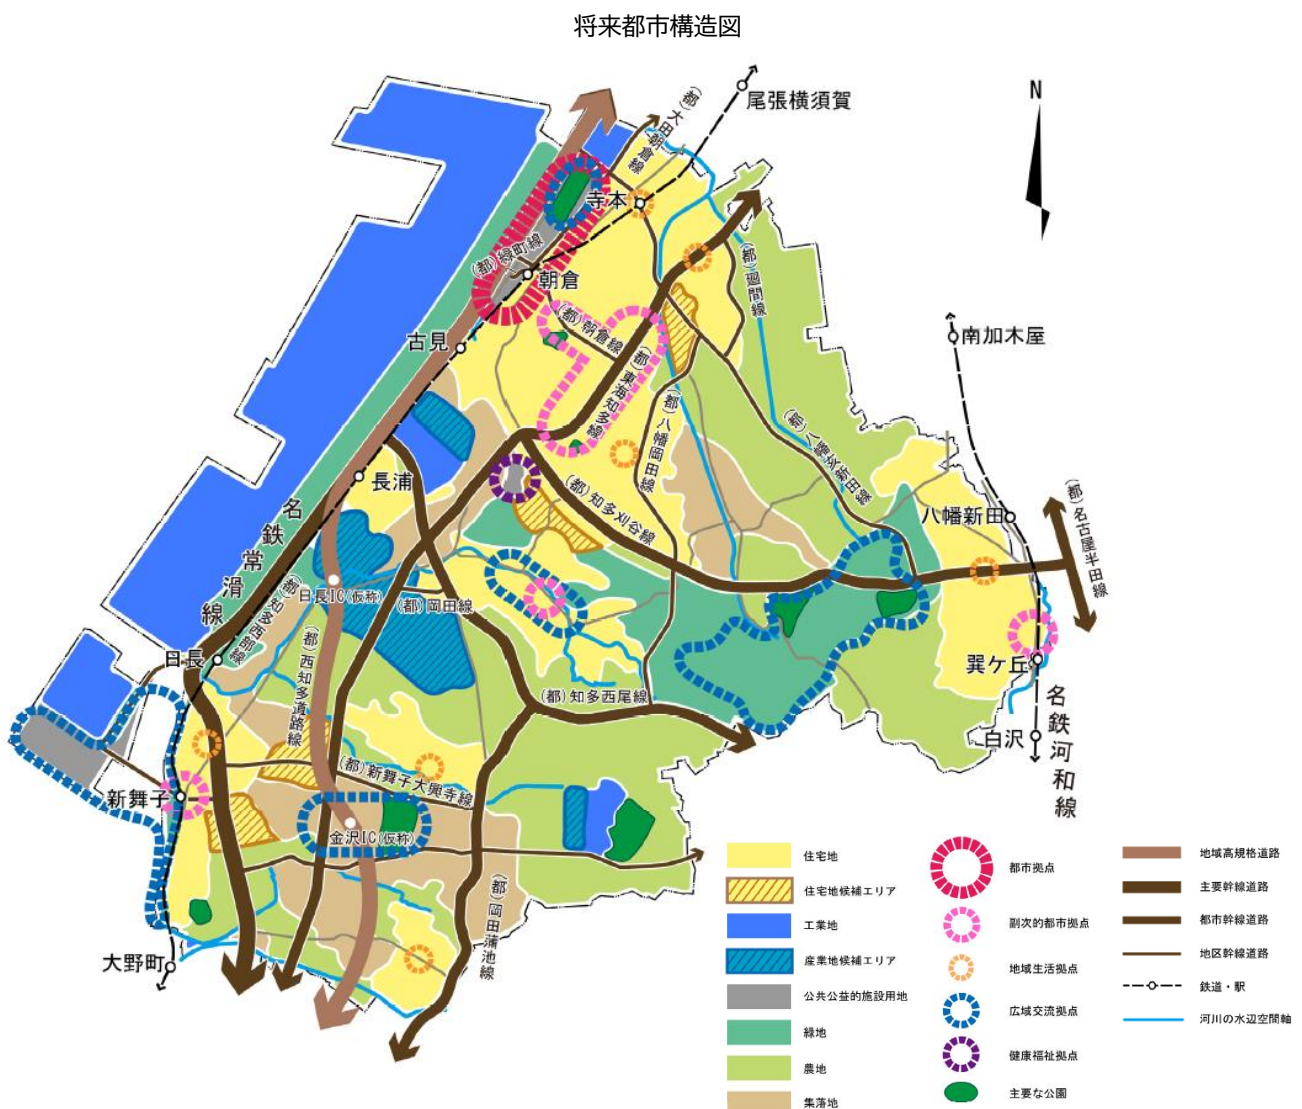 将来都市構造図
N
尾張横須賀
(都)大田朝倉線
寺本
(都)緑町線
朝倉
(都)廻間線
(都)朝倉線
古見
(都)東海知多線
南加木屋
(都)八幡岡田線
(都)八幡亥新田線
長浦
(都)知多刈谷線
八幡新田
(都)名古屋半田線
名鉄常滑線
日長IC(仮称)
(都)岡田線
(都)知多西部線
日長
(都)西知多道路線
(都)知多西尾線
巽ケ丘
名鉄河和線
白沢
(都)新舞子大興寺線
新舞子
金沢IC(仮称)
(都)岡田蒲池線
大野町
住宅地
住宅地候補エリア
工業地
産業地候補エリア
公共公益的施設用地
緑地
農地
集落地
都市拠点
副次的都市拠点
地域生活拠点
広域交流拠点
健康福祉拠点
主要な公園
地域高規格道路
主要幹線道路
都市幹線道路
地区幹線道路
鉄道・駅
河川の水辺空間軸